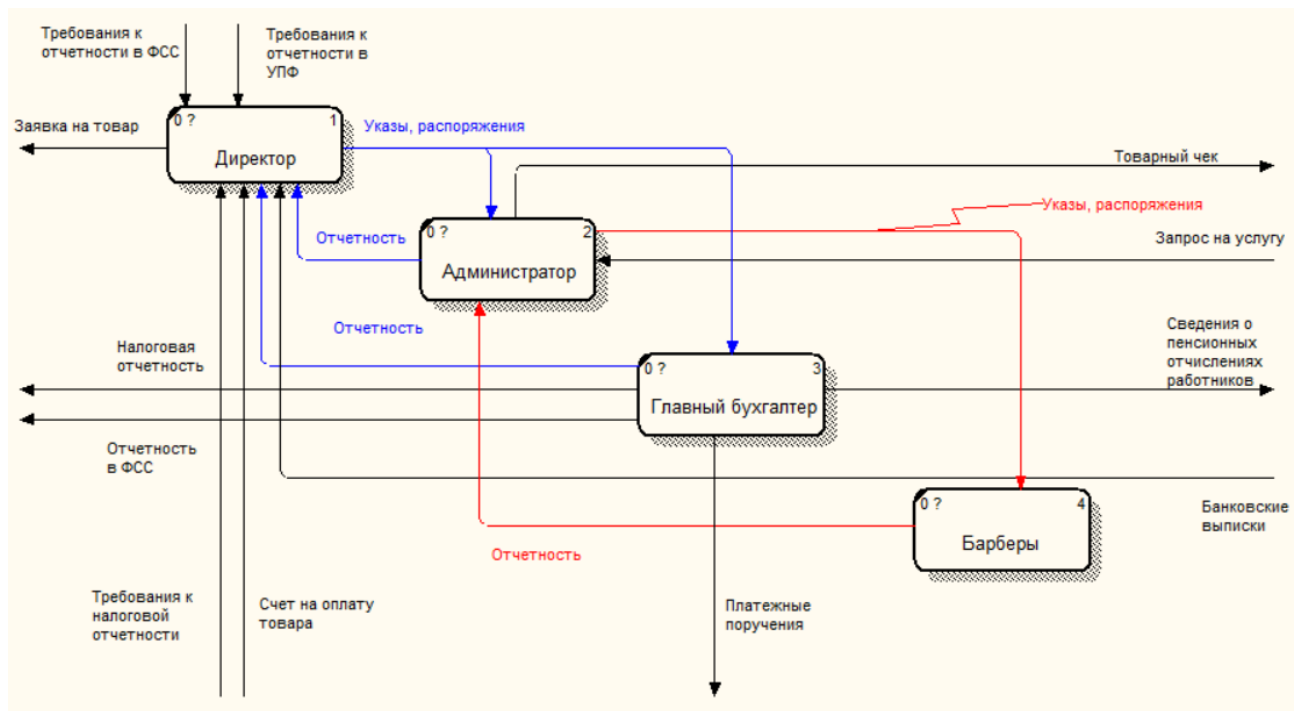 Требования к
отчетности в ФСС
Требования к
отчетности в
УПФ
Заявка на товар
0 ?
1
Директор
Указы, распоряжения
Товарный чек
Указы, распоряжения
Отчетность
0 ?
2
Администратор
Запрос на услугу
Отчетность
Сведения о
пенсионных
отчислениях
работников
Налоговая
отчетность
0 ?
3
Главный бухгалтер
Отчетность
в ФСС
0 ?
4
Барберы
Банковские
выписки
Отчетность
Требования к
налоговой
отчетности
Счет на оплату
товара
Платежные
поручения